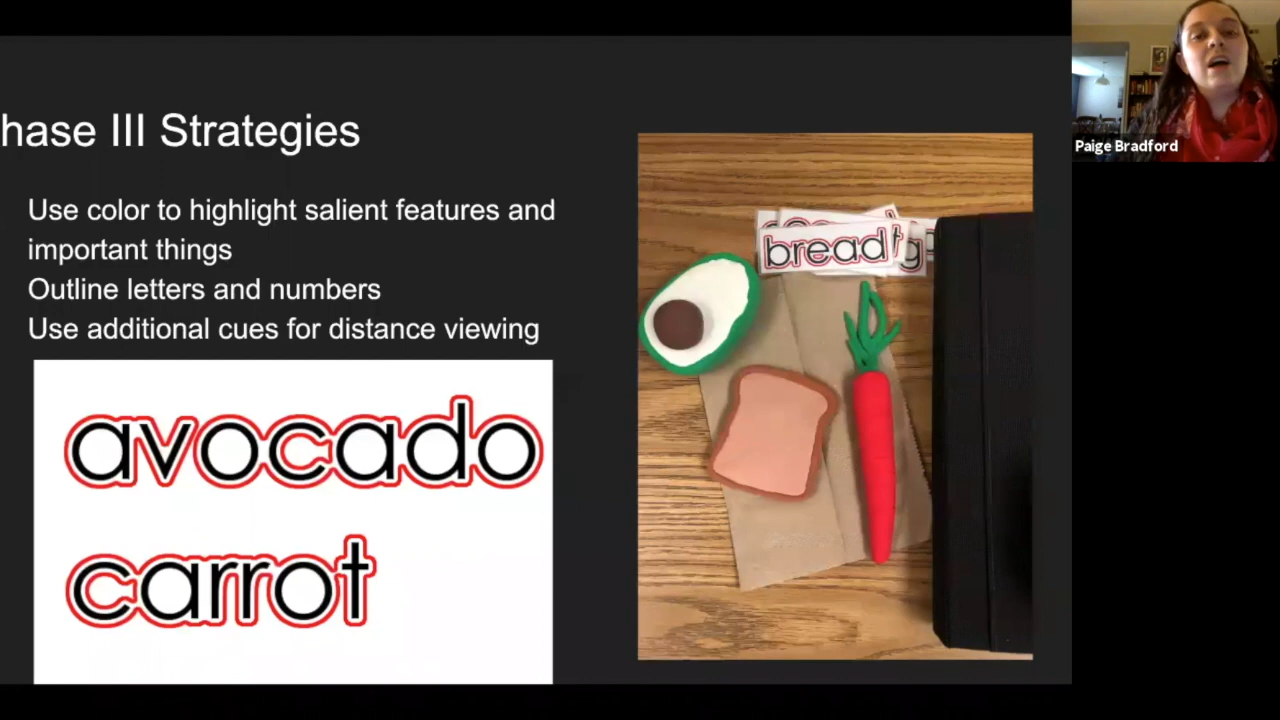 hase III Strategies
Use color to highlight salient features and
important things
Outline letters and numbers
Use additional cues for distance viewing
avocado
carrot
bread
Paige Bradford